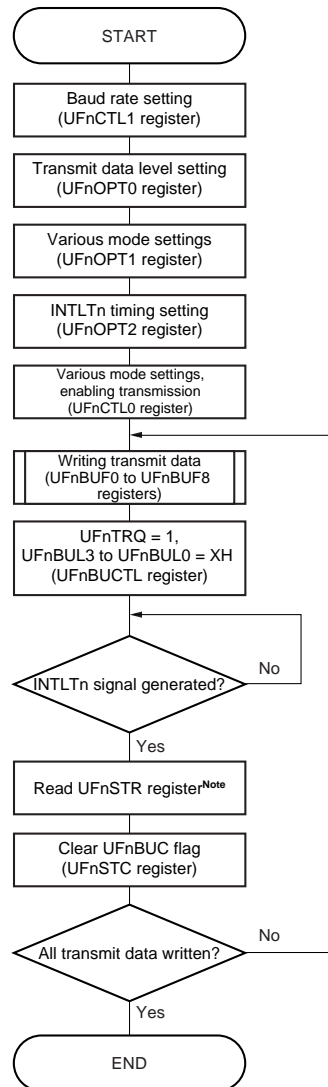 START
Baud rate setting
(UFnCTL1 register)
Transmit data level setting
(UFnOPT0 register)
Various mode settings
(UFnOPT1 register)
INTLTn timing setting
(UFnOPT2 register)
Various mode settings,
enabling transmission
(UFnCTL0 register)
Writing transmit data
(UFnBUF0 to UFnBUF8
registers)
UFnTRQ = 1,
UFnBUL3 to UFnBUL0 = XH
(UFnBUCTL register)
INTLTn signal generated?
No
Yes
Read UFnSTR registerNote
Clear UFnBUC flag
(UFnSTC register)
All transmit data written?
No
Yes
END